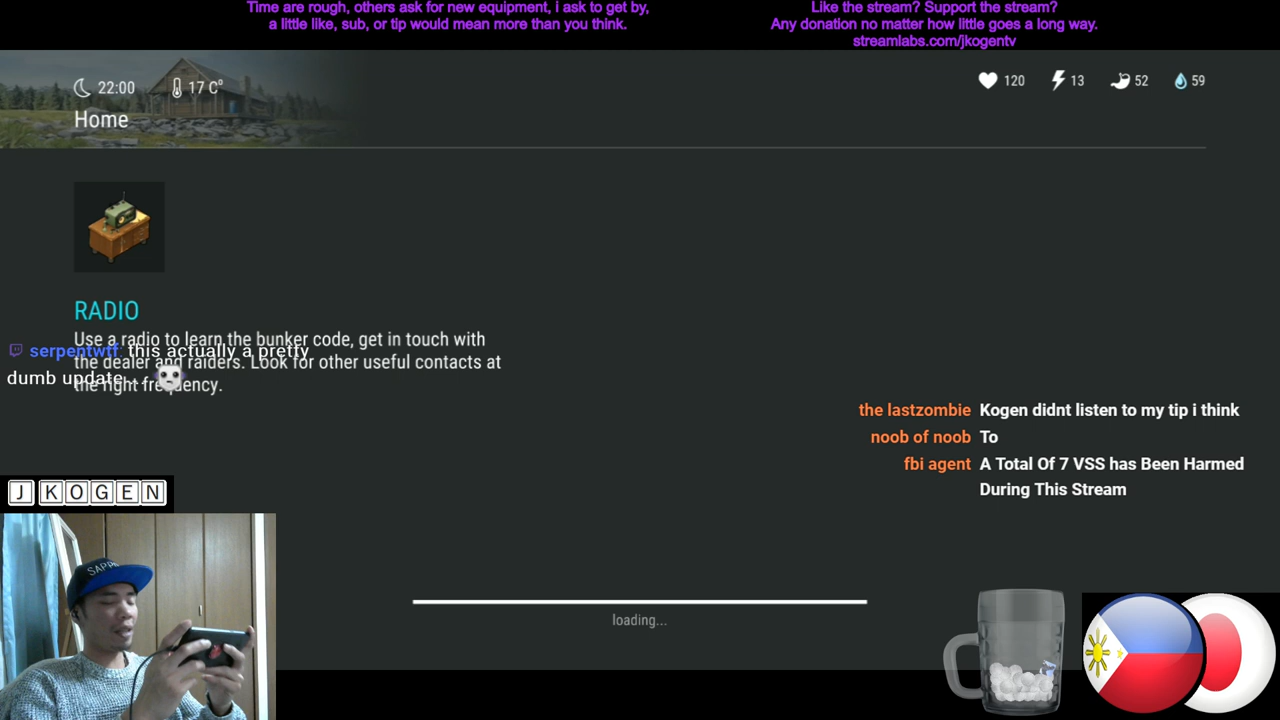 Time are rough, others ask for new equipment, i ask to get by,
a little like, sub, or tip would mean more than you think.
Like the stream? Support the stream?
Any donation no matter how little goes a long way.
streamlabs.com/jkogentv
22:00
17 C°
Home
120
13
52
59
RADIO
Use a radio to learn the bunker code, get in touch with
the dealer and raiders. Look for other useful contacts at
the right frequency.
serpentwtf: this actually a pretty
dumb update
the lastzombie Kogen didnt listen to my tip i think
noob of noob To
fbi agent A Total Of 7 VSS has Been Harmed
During This Stream
J KOGEN
loading...